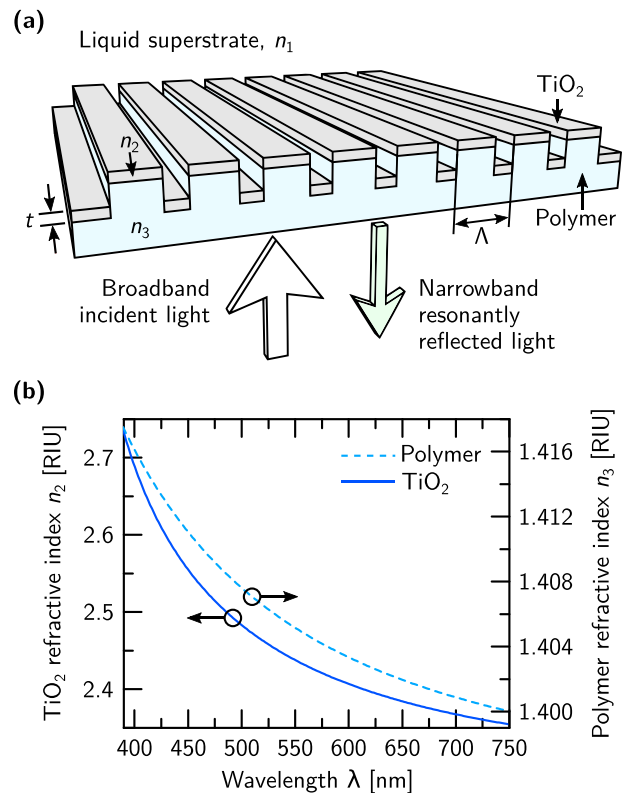 (a)
Liquid superstrate, n₁
TiO₂
n₂
t
n₃
Λ
Polymer
Broadband
incident light
Narrowband
resonantly
reflected light
(b)
TiO₂ refractive index n₂ [RIU]
2.7
2.6
2.5
2.4
Polymer
TiO₂
1.416
1.412
1.408
1.404
1.400
Polymer refractive index n₃ [RIU]
400 450 500 550 600 650 700 750
Wavelength λ [nm]